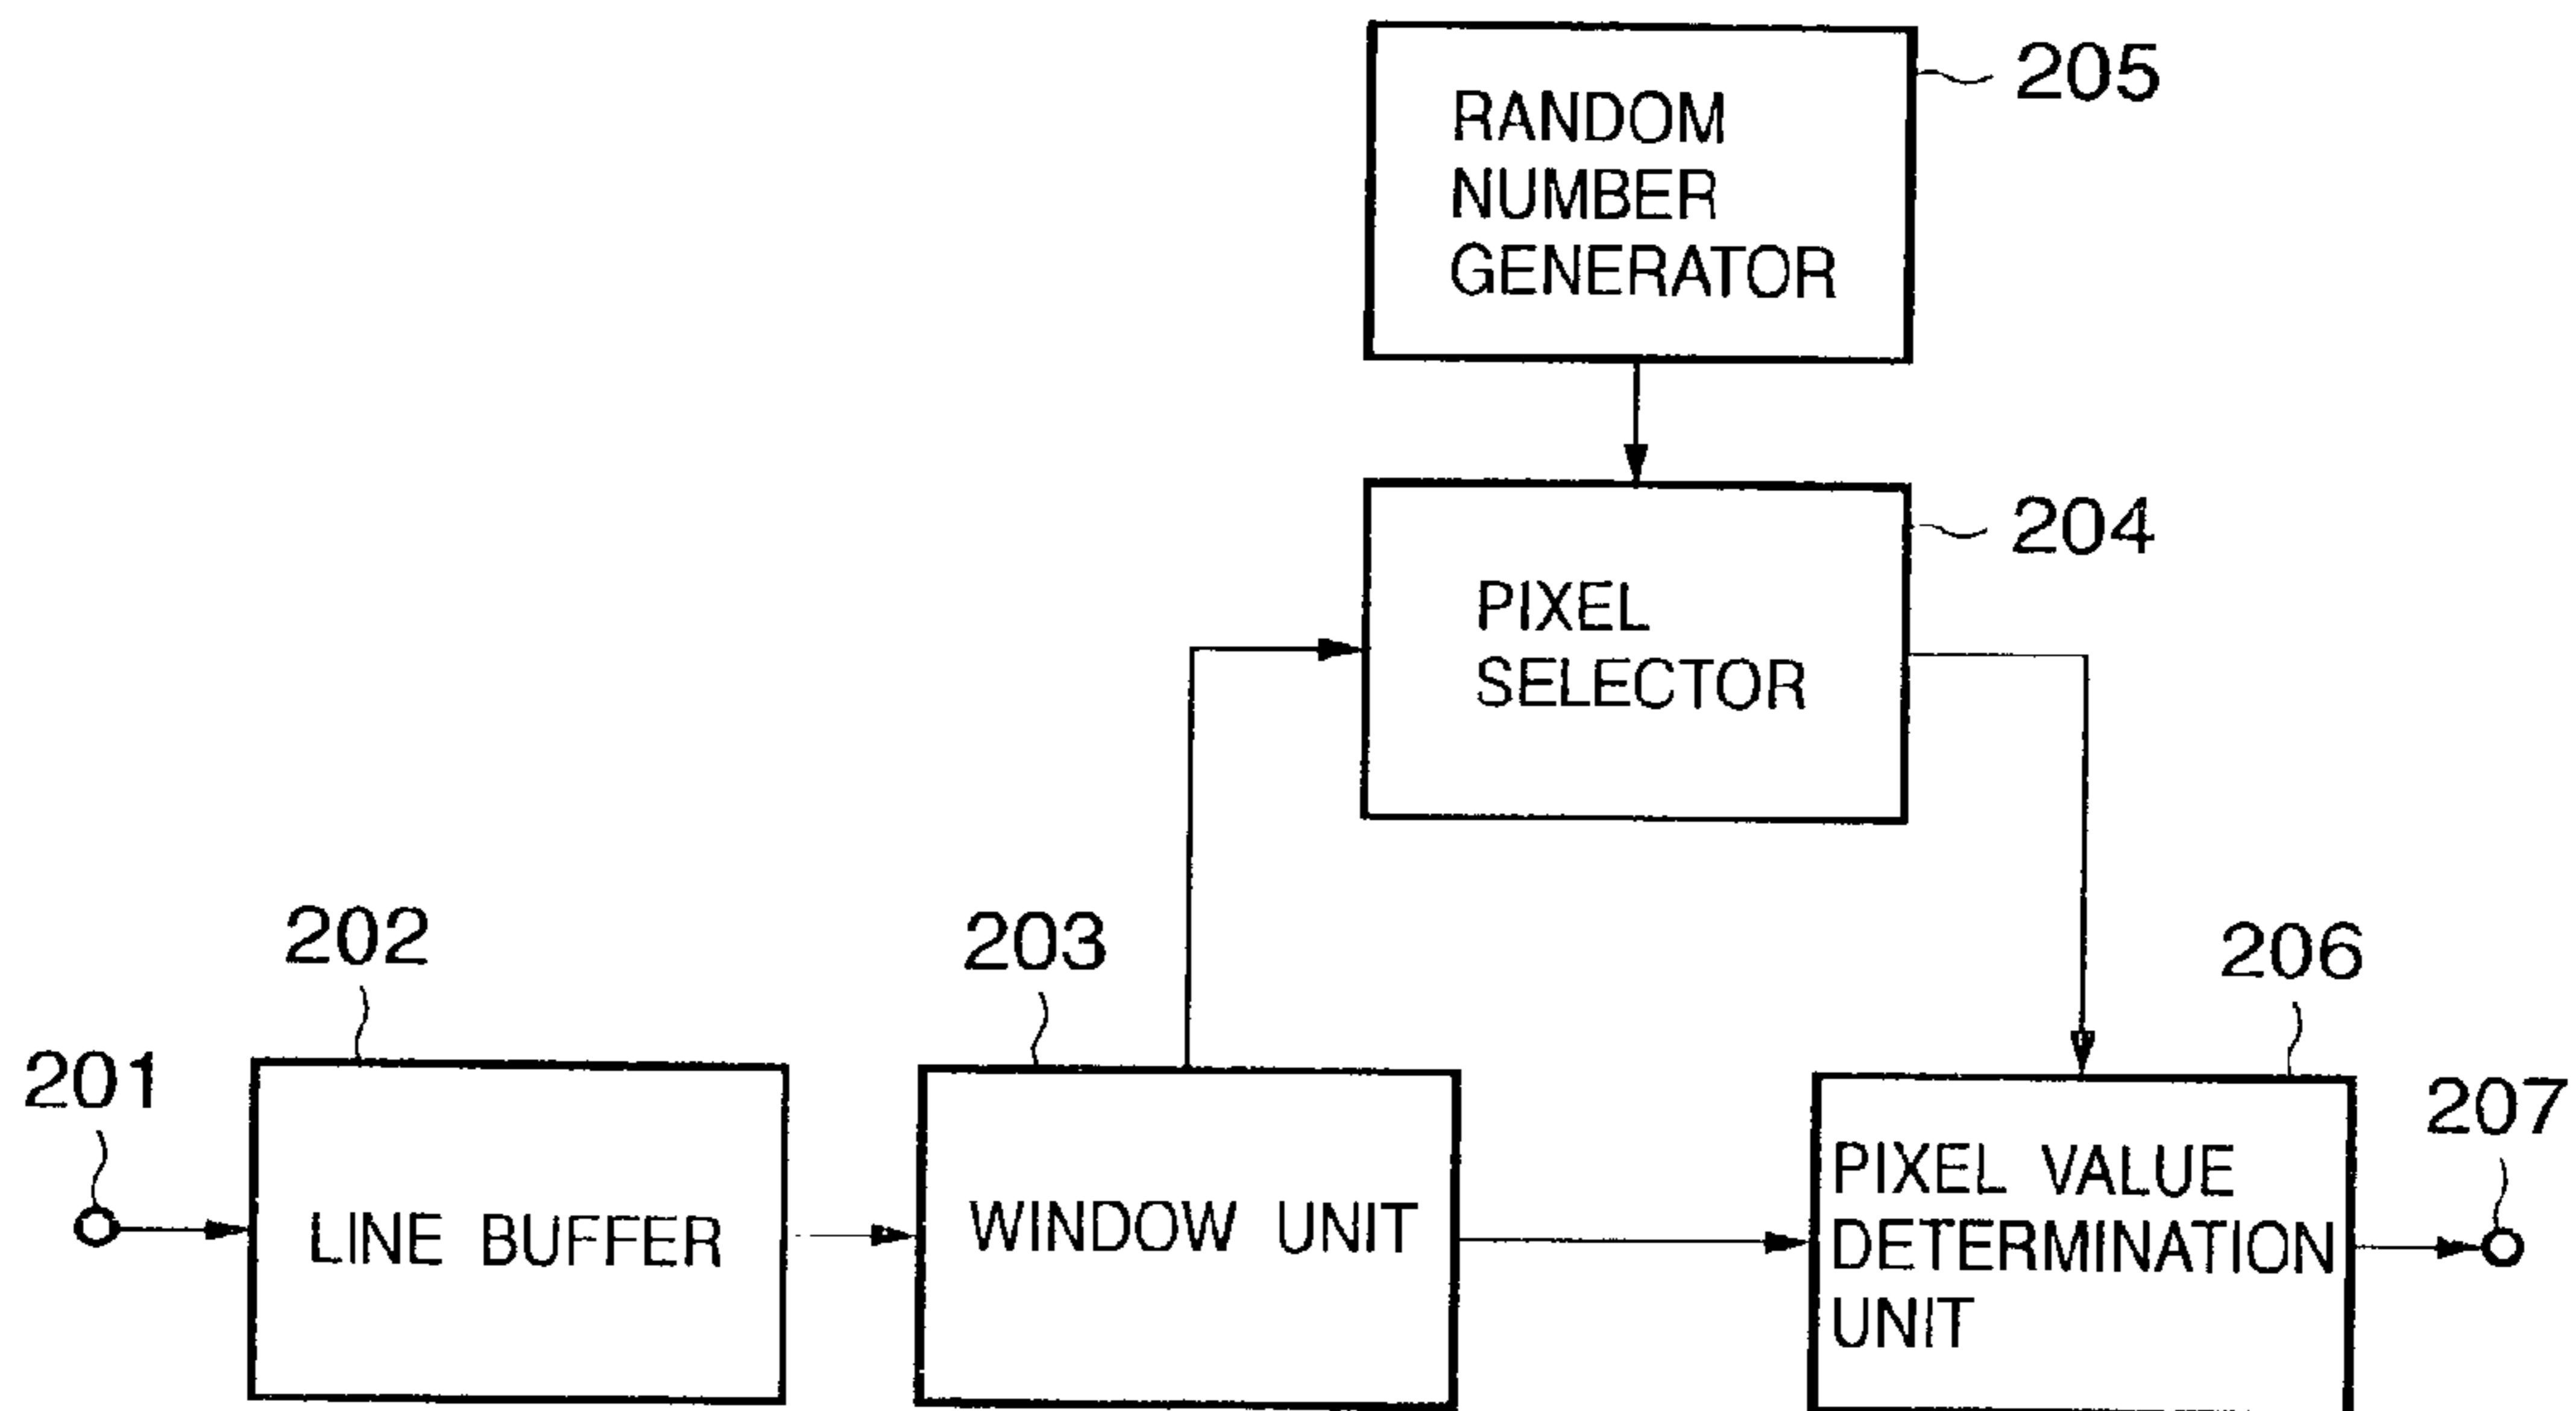 205
RANDOM
NUMBER
GENERATOR
204
PIXEL
SELECTOR
202
203
206
201
207
LINE BUFFER
WINDOW UNIT
PIXEL VALUE
DETERMINATION
UNIT